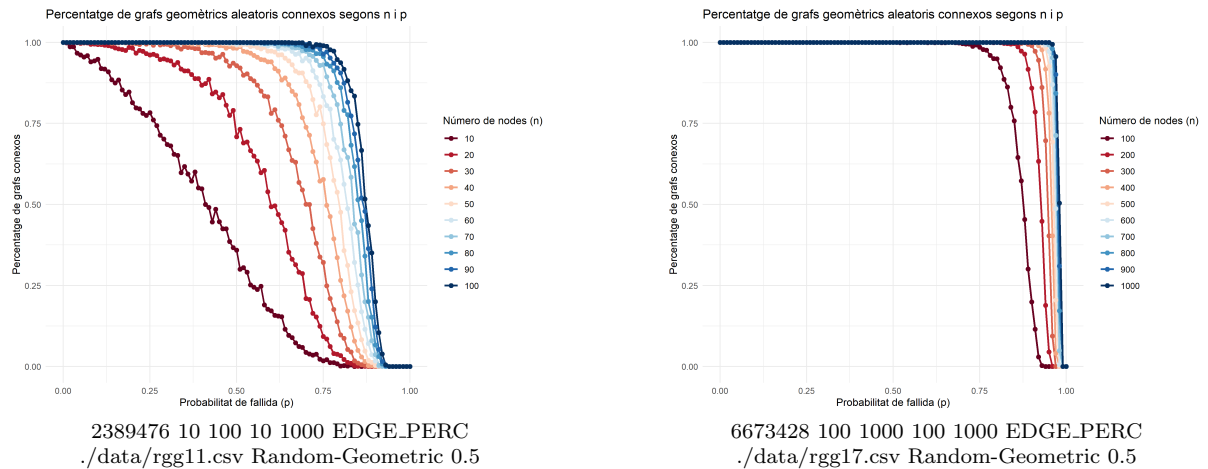 Percentatge de grafs geomètrics aleatoris connexos segons n i p
Percentatge de grafs conexos
1.00
0.75
0.50
0.25
0.00
0.00 0.25 0.50 0.75 1.00
Probabilitat de fallida (p)
Número de nodes (n)
10
20
30
40
50
60
70
80
90
100
2389476 10 100 10 1000 EDGE_PERC
./data/rgg11.csv Random-Geometric 0.5
Percentatge de grafs geomètrics aleatoris connexos segons n i p
Percentatge de grafs conexos
1.00
0.75
0.50
0.25
0.00
0.00 0.25 0.50 0.75 1.00
Probabilitat de fallida (p)
Número de nodes (n)
100
200
300
400
500
600
700
800
900
1000
6673428 100 1000 100 1000 EDGE_PERC
./data/rgg17.csv Random-Geometric 0.5